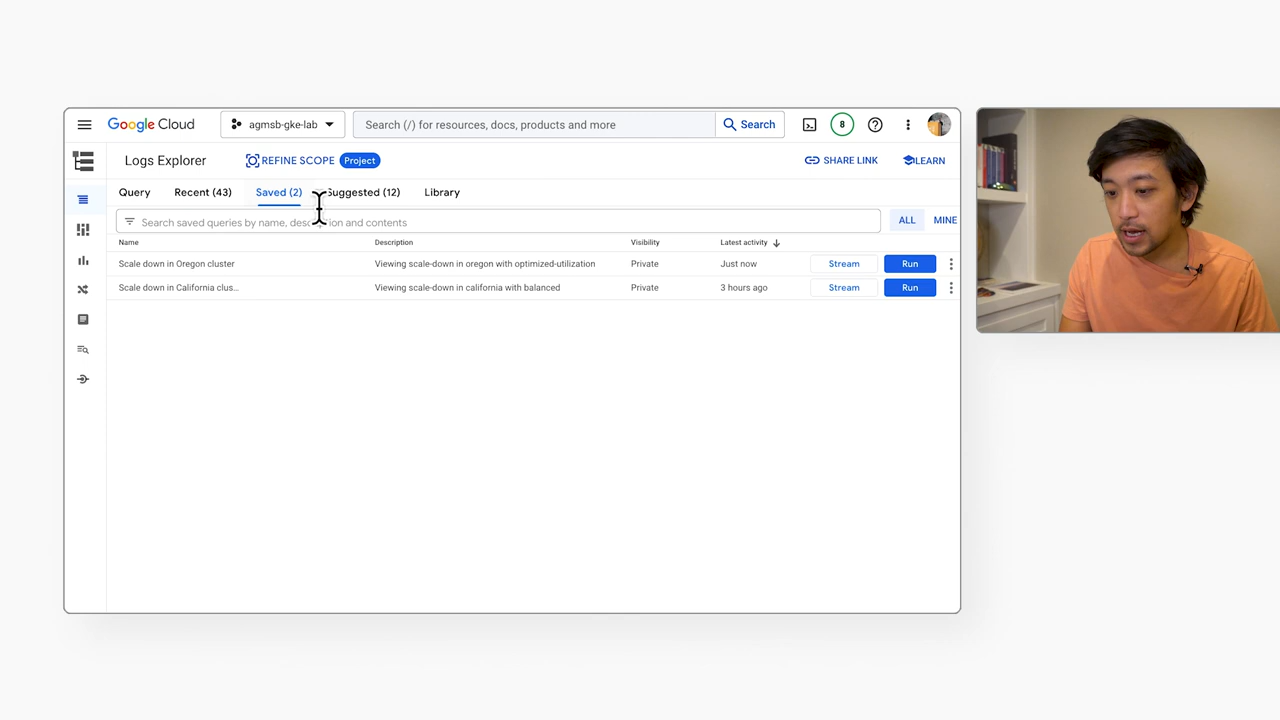 Google Cloud
agmsb-gke-lab
Search (/) for resources, docs, products and more
Search
8
Logs Explorer
REFINE SCOPE
Project
SHARE LINK
LEARN
Query
Recent (43)
Saved (2)
Suggested (12)
Library
Search saved queries by name, description and contents
ALL
MINE
Name
Description
Visibility
Latest activity
Scale down in Oregon cluster
Viewing scale-down in oregon with optimized-utilization
Private
Just now
Stream
Run
Scale down in California clus...
Viewing scale-down in california with balanced
Private
3 hours ago
Stream
Run